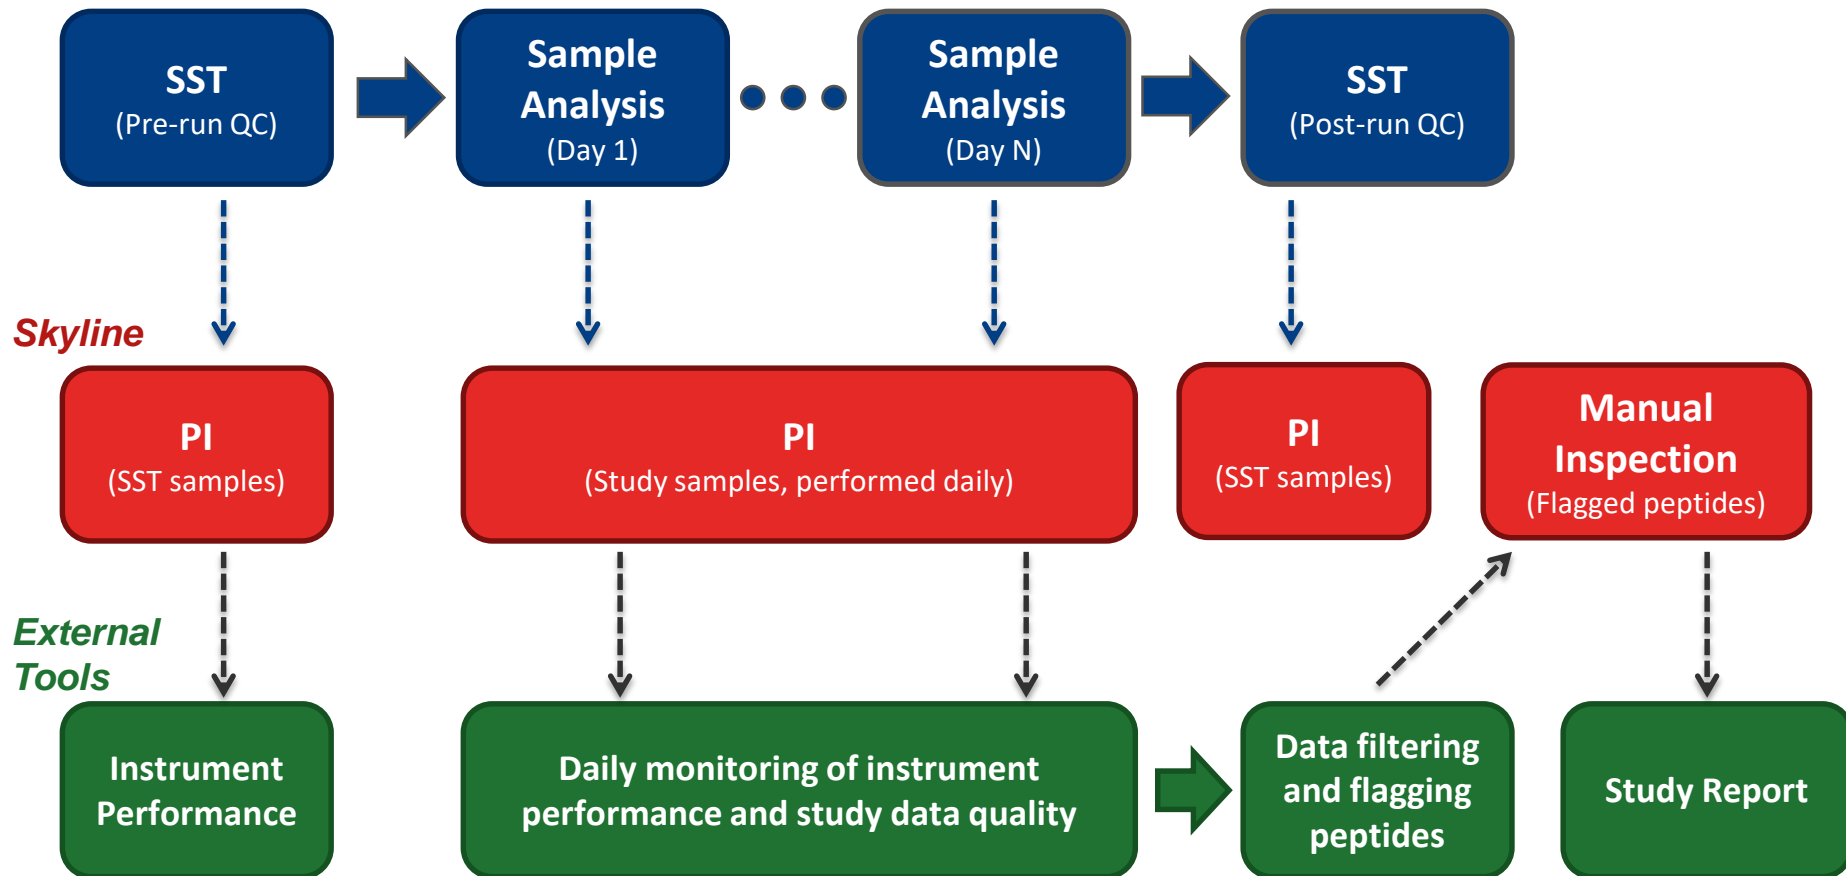 SST
(Pre-run QC)
Sample
Analysis
(Day 1)
Sample
Analysis
(Day N)
SST
(Post-run QC)
Skyline
PI
(SST samples)
PI
(Study samples, performed daily)
PI
(SST samples)
Manual
Inspection
(Flagged peptides)
External
Tools
Instrument
Performance
Daily monitoring of instrument
performance and study data quality
Data filtering
and flagging
peptides
Study Report